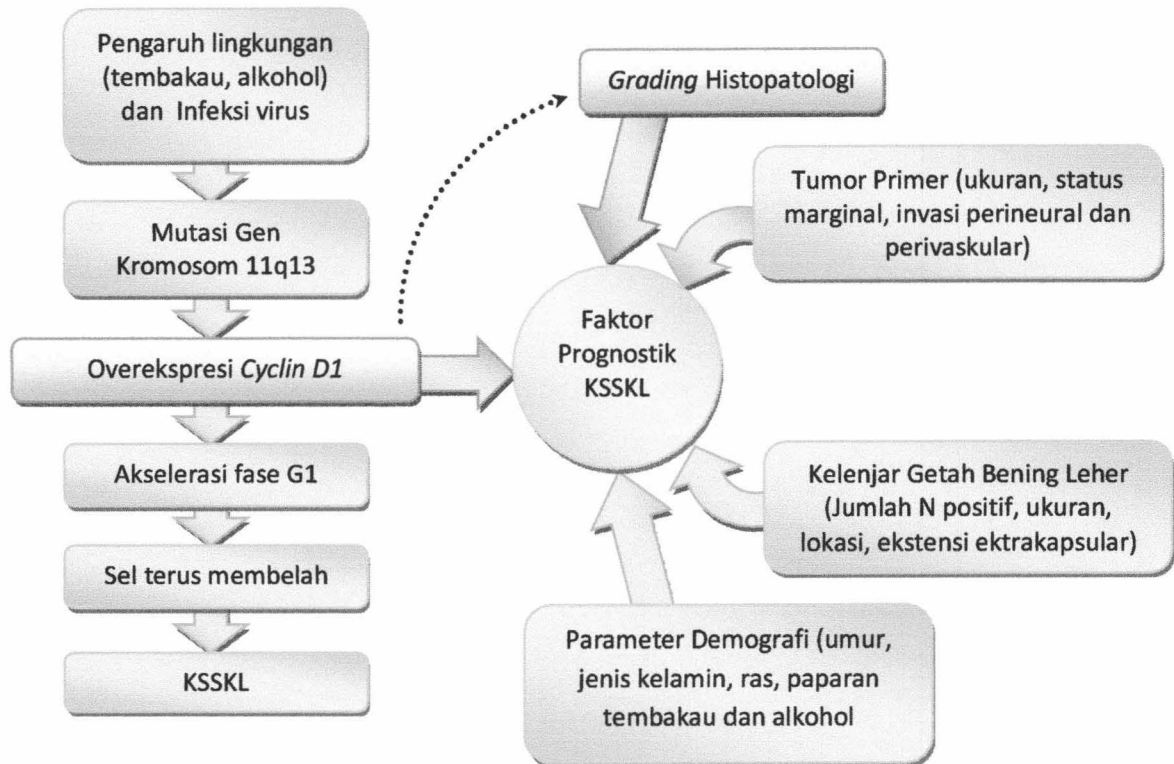 Pengaruh lingkungan
(tembakau, alkohol)
dan Infeksi virus
Mutasi Gen
Kromosom 11q13
Overekspresi Cyclin D1
Akselerasi fase G1
Sel terus membelah
KSSKL
Grading Histopatologi
Tumor Primer (ukuran, status
marginal, invasi perineural dan
perivaskular)
Faktor
Prognostik
KSSKL
Kelenjar Getah Bening Leher
(Jumlah N positif, ukuran,
lokasi, ekstensi ektrakapsular)
Parameter Demografi (umur,
jenis kelamin, ras, paparan
tembakau dan alkohol